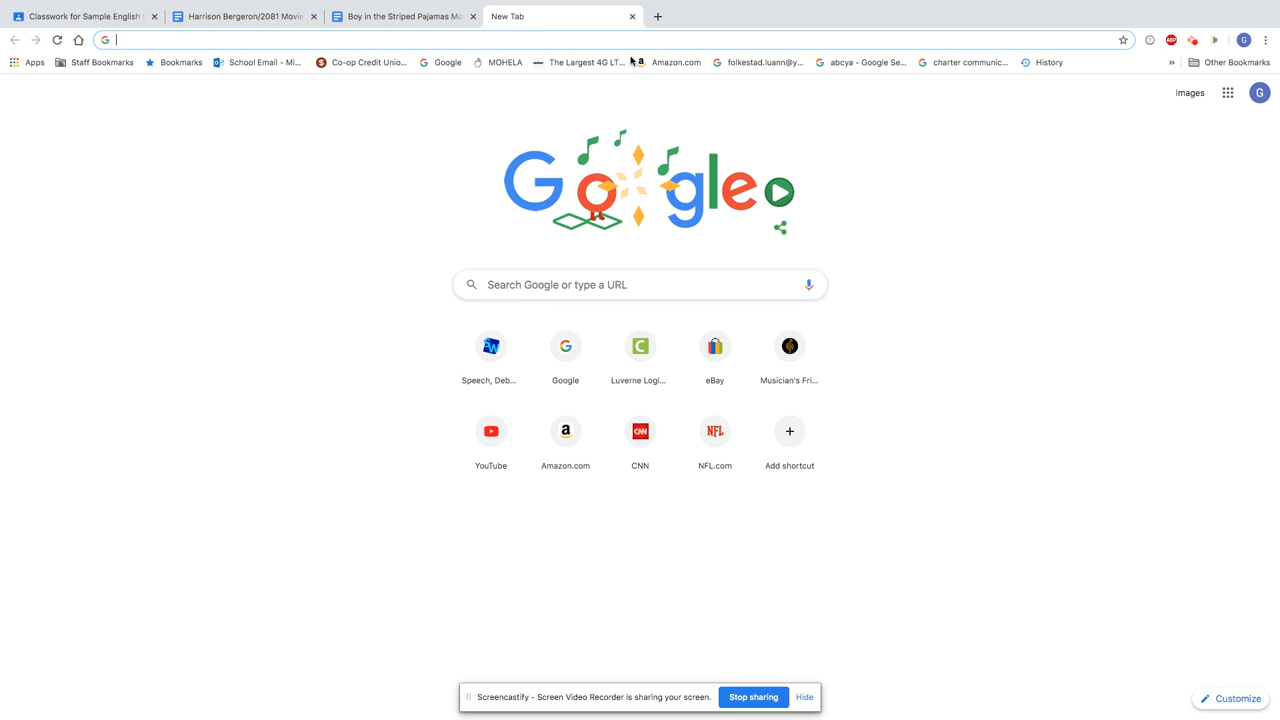 Classwork for Sample English
Harrison Bergeron/2081 Movie
Boy in the Striped Pajamas Mo
New Tab
ABP
G
Apps
Staff Bookmarks
Bookmarks
School Email - Mi...
Co-op Credit Unio...
Google
MOHELA
The Largest 4G LT...
Amazon.com
folkestad.luann@y...
abcya - Google Se...
charter communic...
History
»
Other Bookmarks
Images
G
Google
Search Google or type a URL
Speech, Deb...
Google
Luverne Logi...
eBay
Musician's Fri...
YouTube
Amazon.com
CNN
NFL.com
Add shortcut
Screencastify - Screen Video Recorder is sharing your screen.
Stop sharing
Hide
Customize